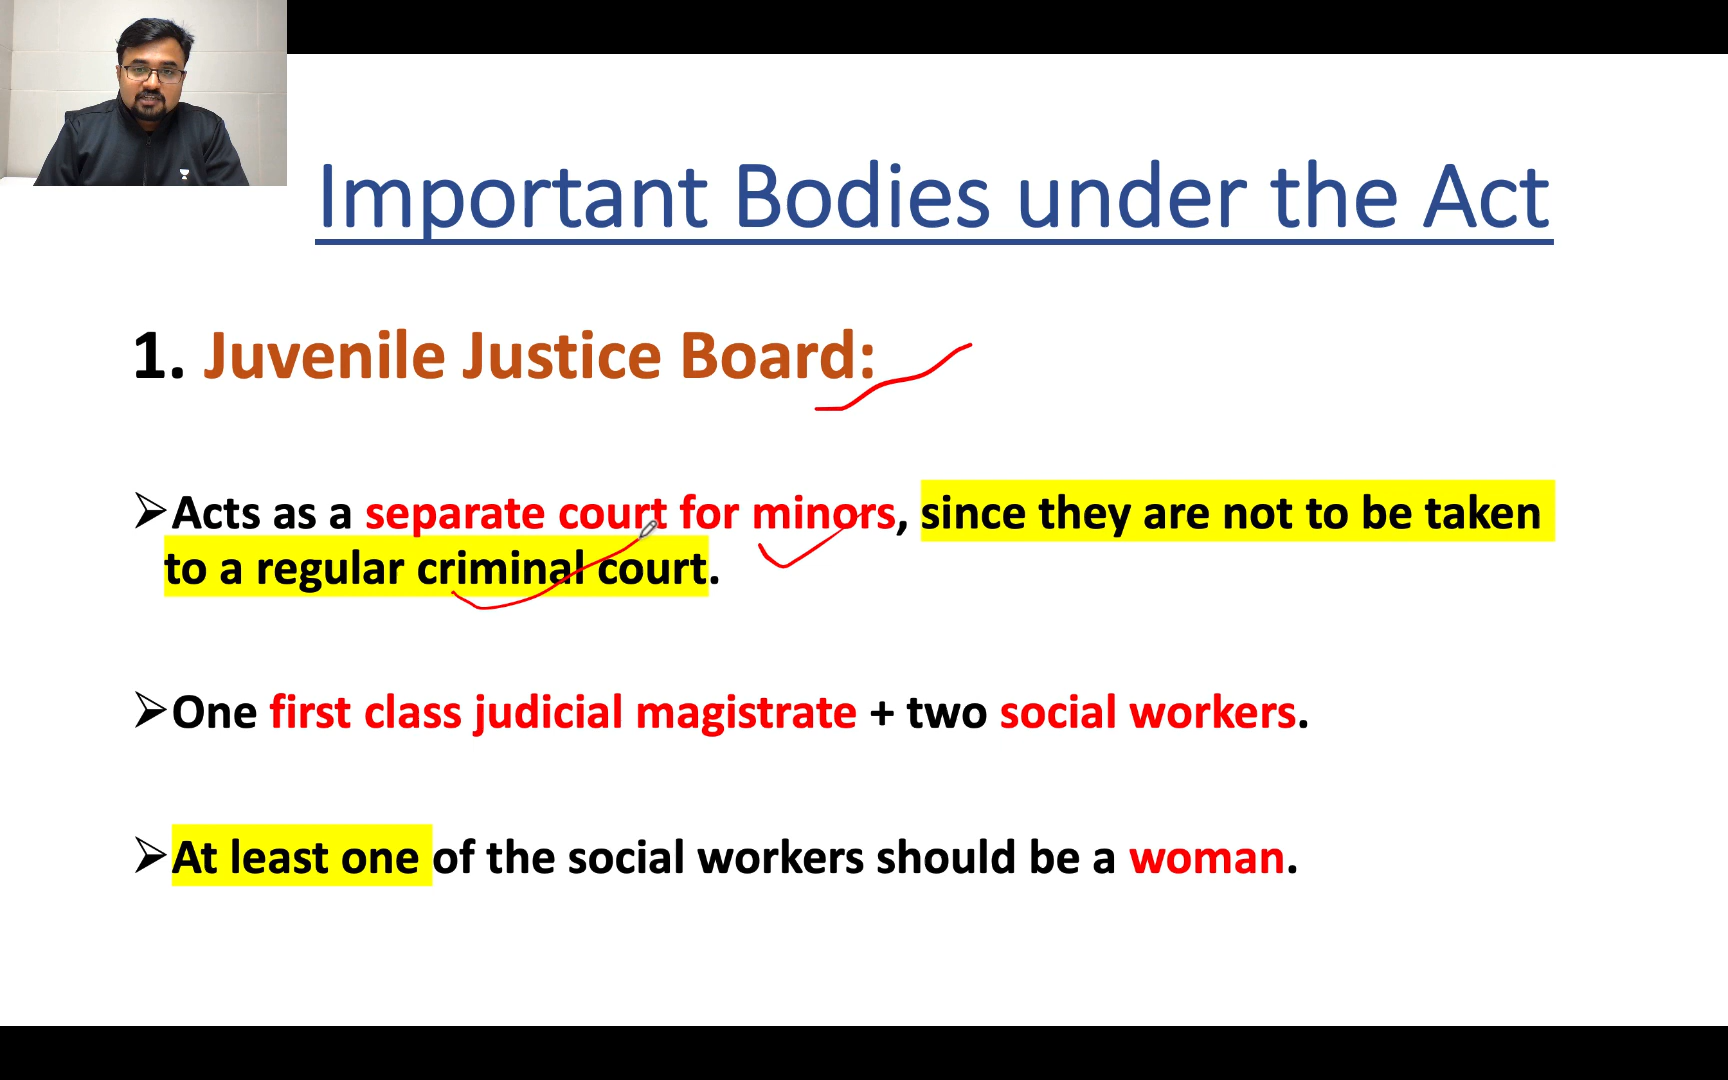 Important Bodies under the Act
1. Juvenile Justice Board:
➢Acts as a separate court for minors, since they are not to be taken
to a regular criminal court.
➢One first class judicial magistrate + two social workers.
➢At least one of the social workers should be a woman.